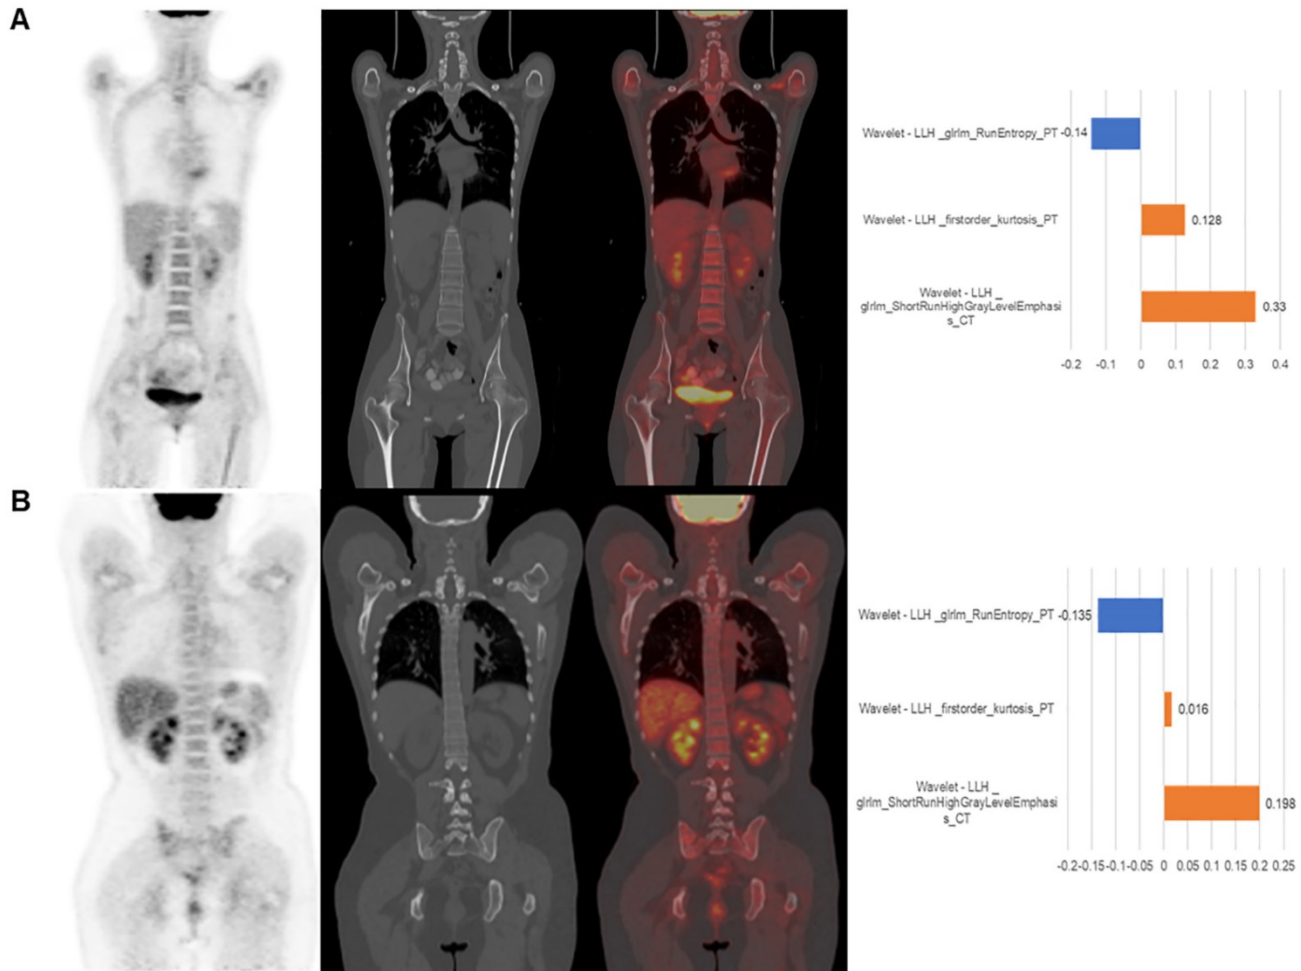 A
Wavelet - LLH _glrlm_RunEntropy_PT -0.14
Wavelet - LLH _firstorder_kurtosis_PT 0.128
Wavelet - LLH _
glrlm_ShortRunHighGrayLevelEmphasi
s_CT
0.33
-0.2 -0.1 0 0.1 0.2 0.3 0.4
B
Wavelet - LLH _glrlm_RunEntropy_PT -0.135
Wavelet - LLH _firstorder_kurtosis_PT 0.016
Wavelet - LLH _
glrlm_ShortRunHighGrayLevelEmphasi
s_CT
0.198
-0.2 -0.15 -0.1 -0.05 0 0.05 0.1 0.15 0.2 0.25